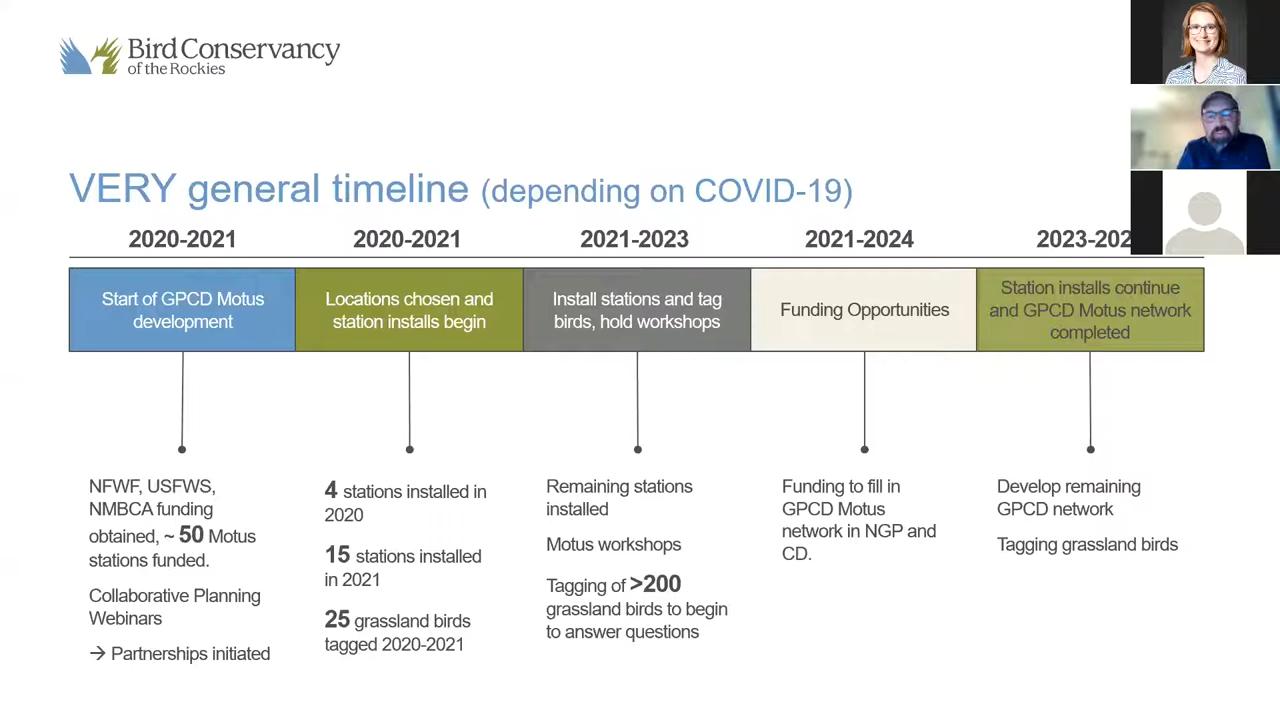 Bird Conservancy
of the Rockies
VERY general timeline (depending on COVID-19)
2020-2021
2020-2021
2021-2023
2021-2024
Start of GPCD Motus
development
Locations chosen and
station installs begin
Install stations and tag
birds, hold workshops
Funding Opportunities
Station installs continue
and GPCD Motus network
completed
NFWF, USFWS,
NMBCA funding
obtained, ~ 50 Motus
stations funded.
Collaborative Planning
Webinars
→ Partnerships initiated
4 stations installed in
2020
15 stations installed
in 2021
25 grassland birds
tagged 2020-2021
Remaining stations
installed
Motus workshops
Tagging of >200
grassland birds to begin
to answer questions
Funding to fill in
GPCD Motus
network in NGP and
CD.
Develop remaining
GPCD network
Tagging grassland birds